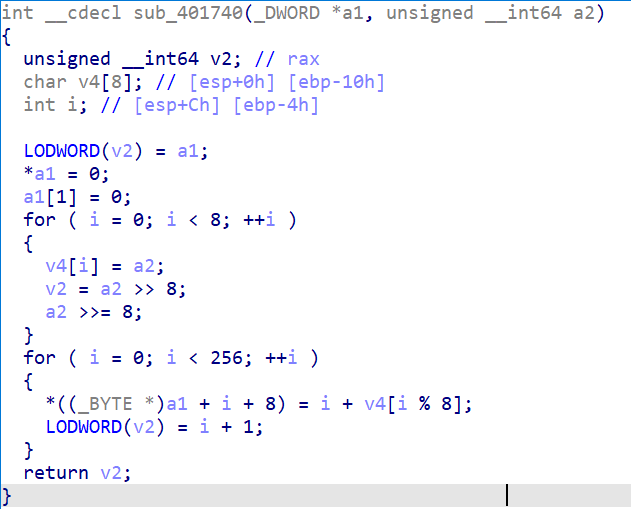 int __cdecl sub_401740(_DWORD *a1, unsigned __int64 a2)
{
  unsigned __int64 v2; // rax
  char v4[8]; // [esp+0h] [ebp-10h]
  int i; // [esp+Ch] [ebp-4h]

  LODWORD(v2) = a1;
  *a1 = 0;
  a1[1] = 0;
  for ( i = 0; i < 8; ++i )
  {
    v4[i] = a2;
    v2 = a2 >> 8;
    a2 >>= 8;
  }
  for ( i = 0; i < 256; ++i )
  {
    *((_BYTE *)a1 + i + 8) = i + v4[i % 8];
    LODWORD(v2) = i + 1;
  }
  return v2;
}